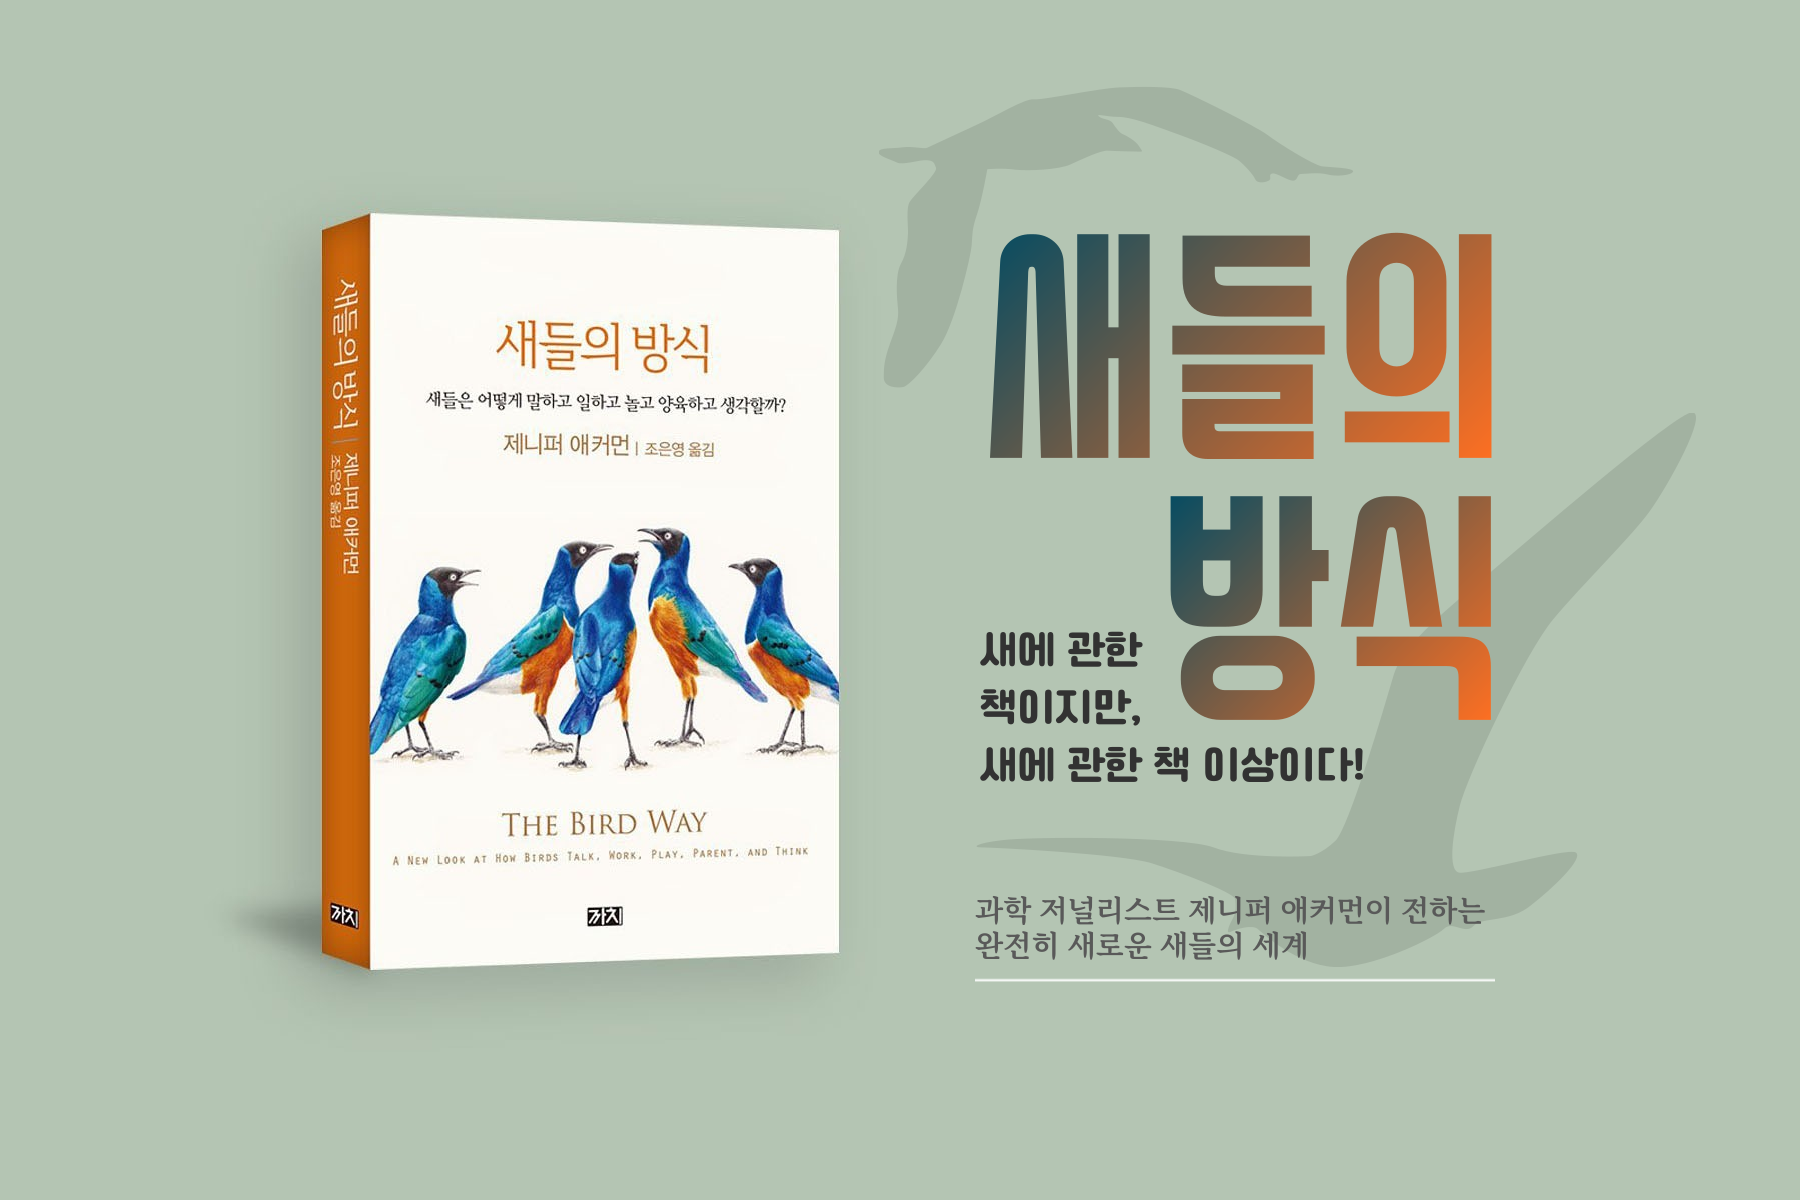 새들의 방식 | 제니퍼 애커먼
조은영 옮김
까치
새들의 방식
새들은 어떻게 말하고 일하고 놀고 양육하고 생각할까?
제니퍼 애커먼 | 조은영 옮김
THE BIRD WAY
A NEW LOOK AT HOW BIRDS TALK, WORK, PLAY, PARENT, AND THINK
까치
새들의
방식
새에 관한
책이지만,
새에 관한 책 이상이다!
과학 저널리스트 제니퍼 애커먼이 전하는
완전히 새로운 새들의 세계